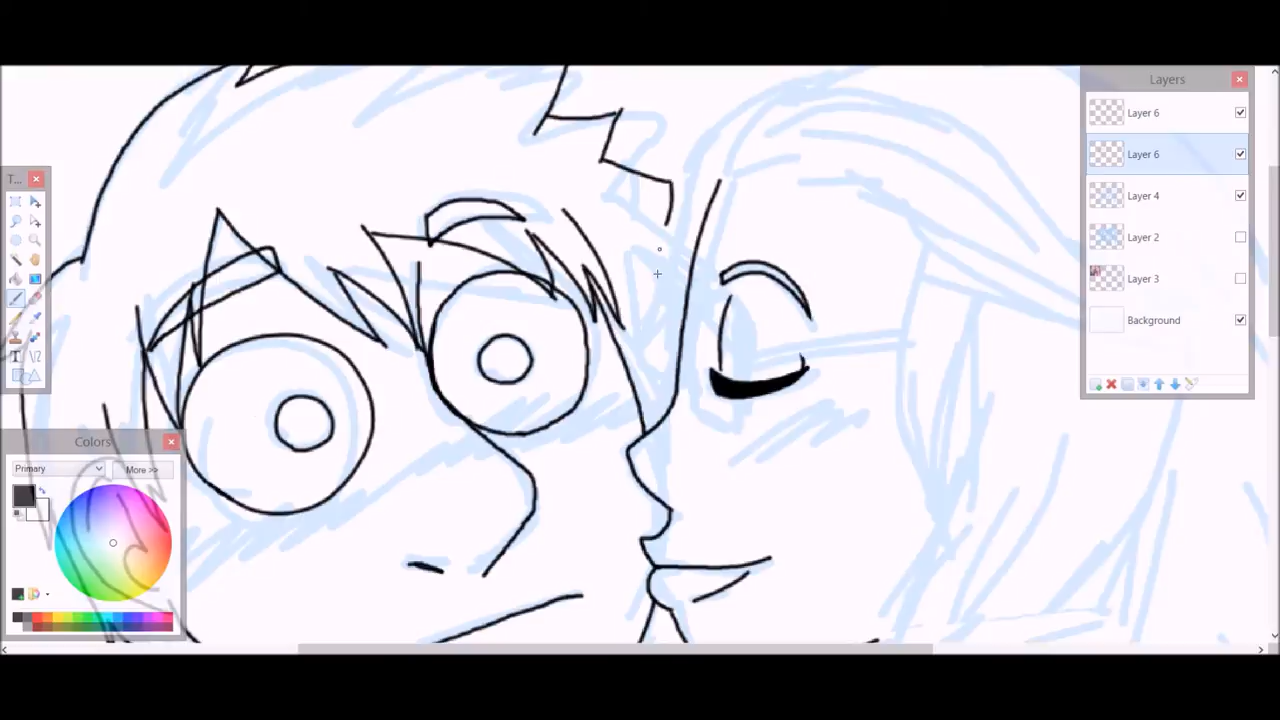 Layers
Layer 6
Layer 6
Layer 4
Layer 2
Layer 3
Background
T...
Colors
Primary
More >>